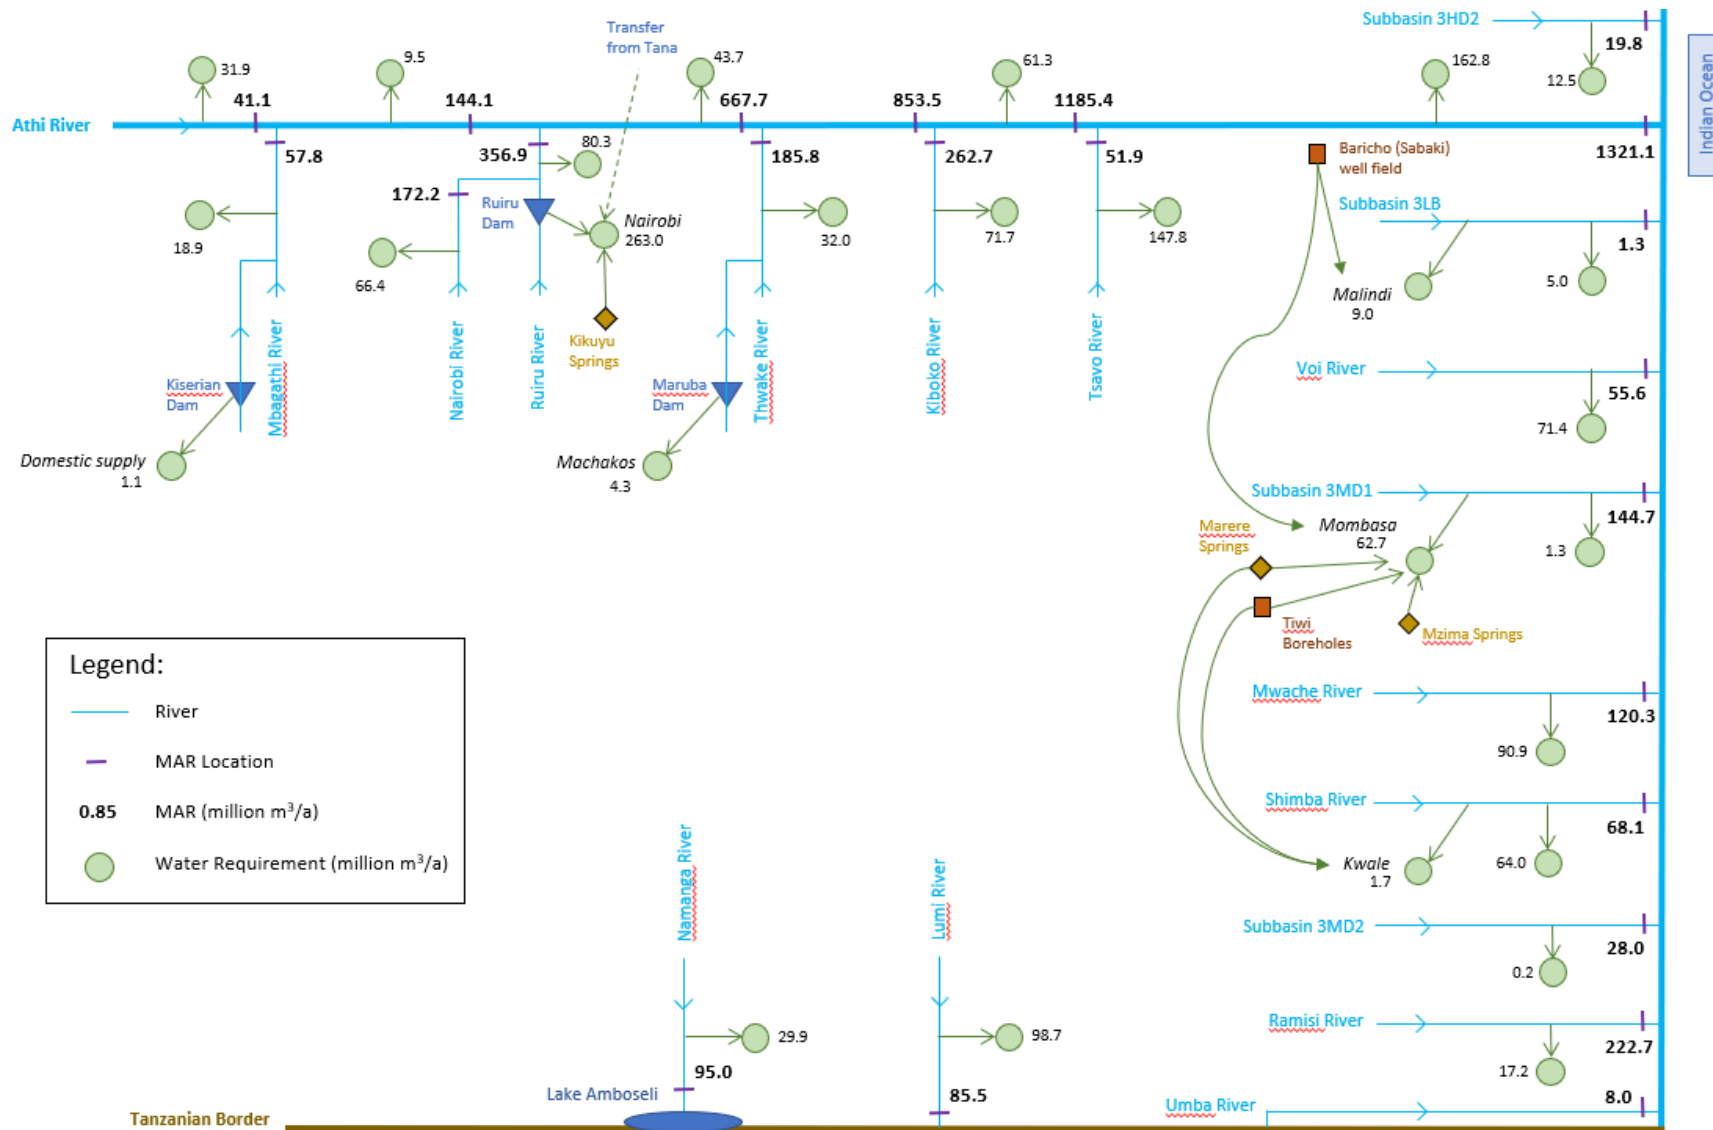 Transfer
from Tana
Subbasin 3HD2
19.8
12.5
Indian Ocean
31.9
9.5
43.7
61.3
162.8
41.1
144.1
667.7
853.5
1185.4
Athi River
57.8
356.9
80.3
185.8
262.7
51.9
Baricho (Sabaki)
well field
1321.1
172.2
Ruiru
Dam
Nairobi
263.0
Subbasin 3LB
1.3
18.9
66.4
32.0
71.7
147.8
Malindi
9.0
5.0
Kikuyu
Springs
Mbagathi River
Nairobi River
Ruiru River
Thwake River
Kiboko River
Tsavo River
Voi River
55.6
71.4
Kiserian
Dam
Maruba
Dam
Domestic supply
1.1
Machakos
4.3
Subbasin 3MD1
144.7
Mombasa
62.7
1.3
Marere
Springs
Tiwi
Boreholes
Mzima Springs
Legend:
River
MAR Location
0.85 MAR (million m³/a)
Water Requirement (million m³/a)
Mwache River
120.3
90.9
Shimba River
68.1
Kwale
1.7
64.0
Namanga River
Lumi River
Subbasin 3MD2
28.0
0.2
Ramisi River
222.7
17.2
29.9
98.7
95.0
85.5
Lake Amboseli
Umba River
8.0
Tanzanian Border